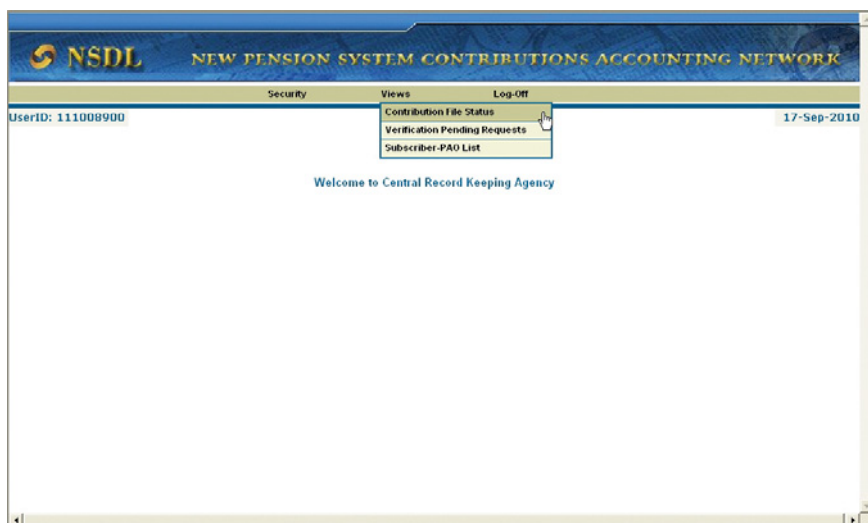 NSDL NEW PENSION SYSTEM CONTRIBUTIONS ACCOUNTING NETWORK
Security Views Log-Off
UserID: 111008900 17-Sep-2010
Contribution File Status
Verification Pending Requests
Subscriber-PAO List
Welcome to Central Record Keeping Agency